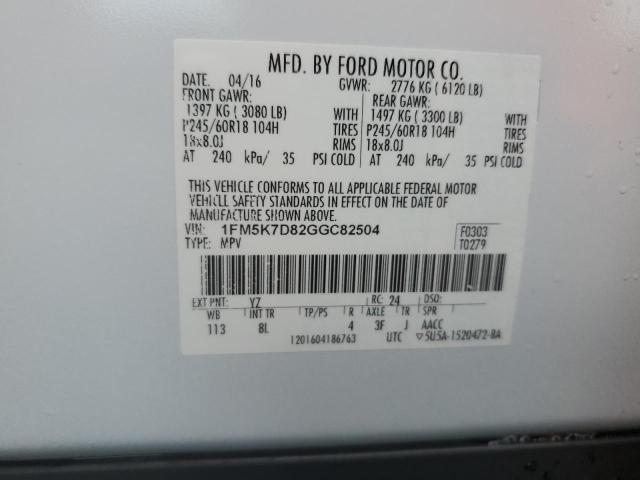 MFD. BY FORD MOTOR CO.
DATE: 04/16 GVWR: 2776 KG ( 6120 LB)
FRONT GAWR: REAR GAWR:
1397 KG ( 3080 LB) WITH 1497 KG ( 3300 LB) WITH
P245/60R18 104H TIRES P245/60R18 104H TIRES
18x8.0J RIMS 18x8.0J RIMS
AT 240 kPa/ 35 PSI COLD AT 240 kPa/ 35 PSI COLD
THIS VEHICLE CONFORMS TO ALL APPLICABLE FEDERAL MOTOR
VEHICLE SAFETY STANDARDS IN EFFECT ON THE DATE OF
MANUFACTURE SHOWN ABOVE.
VIN: 1FM5K7D82GGC82504 F0303
TYPE: MPV T0279
EXT PNT: YZ RC: 24 DSO:
WB INT TR TP/PS R AXLE TR SPR
113 8L 4 3F J AACC
1201604186763 UTC ▽5U5A-1520472-BA